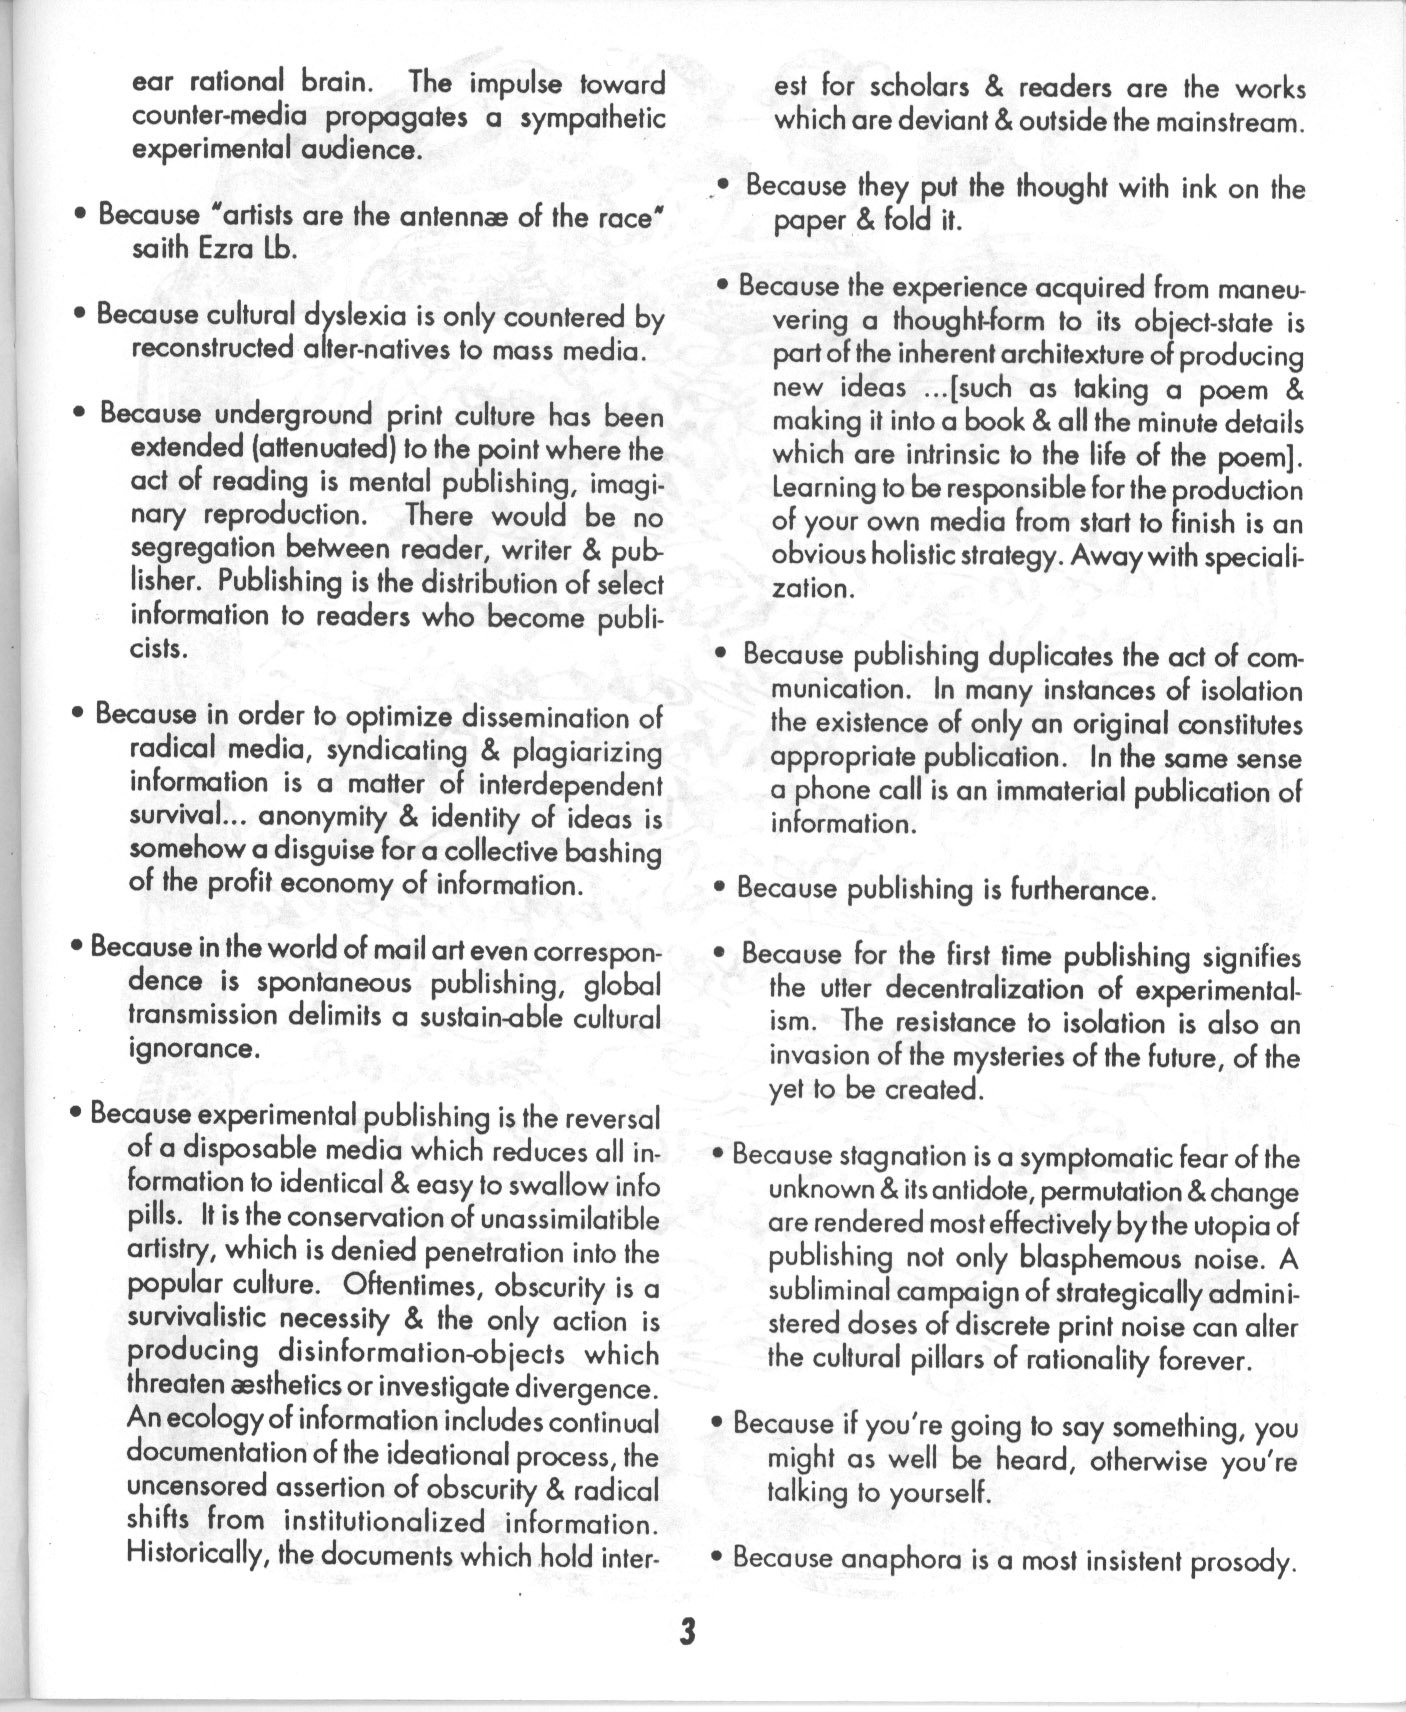 ear rational brain. The impulse toward
counter-media propagates a sympathetic
experimental audience.
• Because "artists are the antennæ of the race"
saith Ezra Lb.
• Because cultural dyslexia is only countered by
reconstructed alter-natives to mass media.
• Because underground print culture has been
extended (attenuated) to the point where the
act of reading is mental publishing, imagi-
nary reproduction. There would be no
segregation between reader, writer & pub-
lisher. Publishing is the distribution of select
information to readers who become publi-
cists.
• Because in order to optimize dissemination of
radical media, syndicating & plagiarizing
information is a matter of interdependent
survival... anonymity & identity of ideas is
somehow a disguise for a collective bashing
of the profit economy of information.
• Because in the world of mail art even correspon-
dence is spontaneous publishing, global
transmission delimits a sustain-able cultural
ignorance.
• Because experimental publishing is the reversal
of a disposable media which reduces all in-
formation to identical & easy to swallow info
pills. It is the conservation of unassimilatible
artistry, which is denied penetration into the
popular culture. Oftentimes, obscurity is a
survivalistic necessity & the only action is
producing disinformation-objects which
threaten æsthetics or investigate divergence.
An ecology of information includes continual
documentation of the ideational process, the
uncensored assertion of obscurity & radical
shifts from institutionalized information.
Historically, the documents which hold inter-
est for scholars & readers are the works
which are deviant & outside the mainstream.
• Because they put the thought with ink on the
paper & fold it.
• Because the experience acquired from maneu-
vering a thought-form to its object-state is
part of the inherent architexture of producing
new ideas ...[such as taking a poem &
making it into a book & all the minute details
which are intrinsic to the life of the poem].
Learning to be responsible for the production
of your own media from start to finish is an
obvious holistic strategy. Away with speciali-
zation.
• Because publishing duplicates the act of com-
munication. In many instances of isolation
the existence of only an original constitutes
appropriate publication. In the same sense
a phone call is an immaterial publication of
information.
• Because publishing is furtherance.
• Because for the first time publishing signifies
the utter decentralization of experimental-
ism. The resistance to isolation is also an
invasion of the mysteries of the future, of the
yet to be created.
• Because stagnation is a symptomatic fear of the
unknown & its antidote, permutation & change
are rendered most effectively by the utopia of
publishing not only blasphemous noise. A
subliminal campaign of strategically admini-
stered doses of discrete print noise can alter
the cultural pillars of rationality forever.
• Because if you're going to say something, you
might as well be heard, otherwise you're
talking to yourself.
• Because anaphora is a most insistent prosody.
3